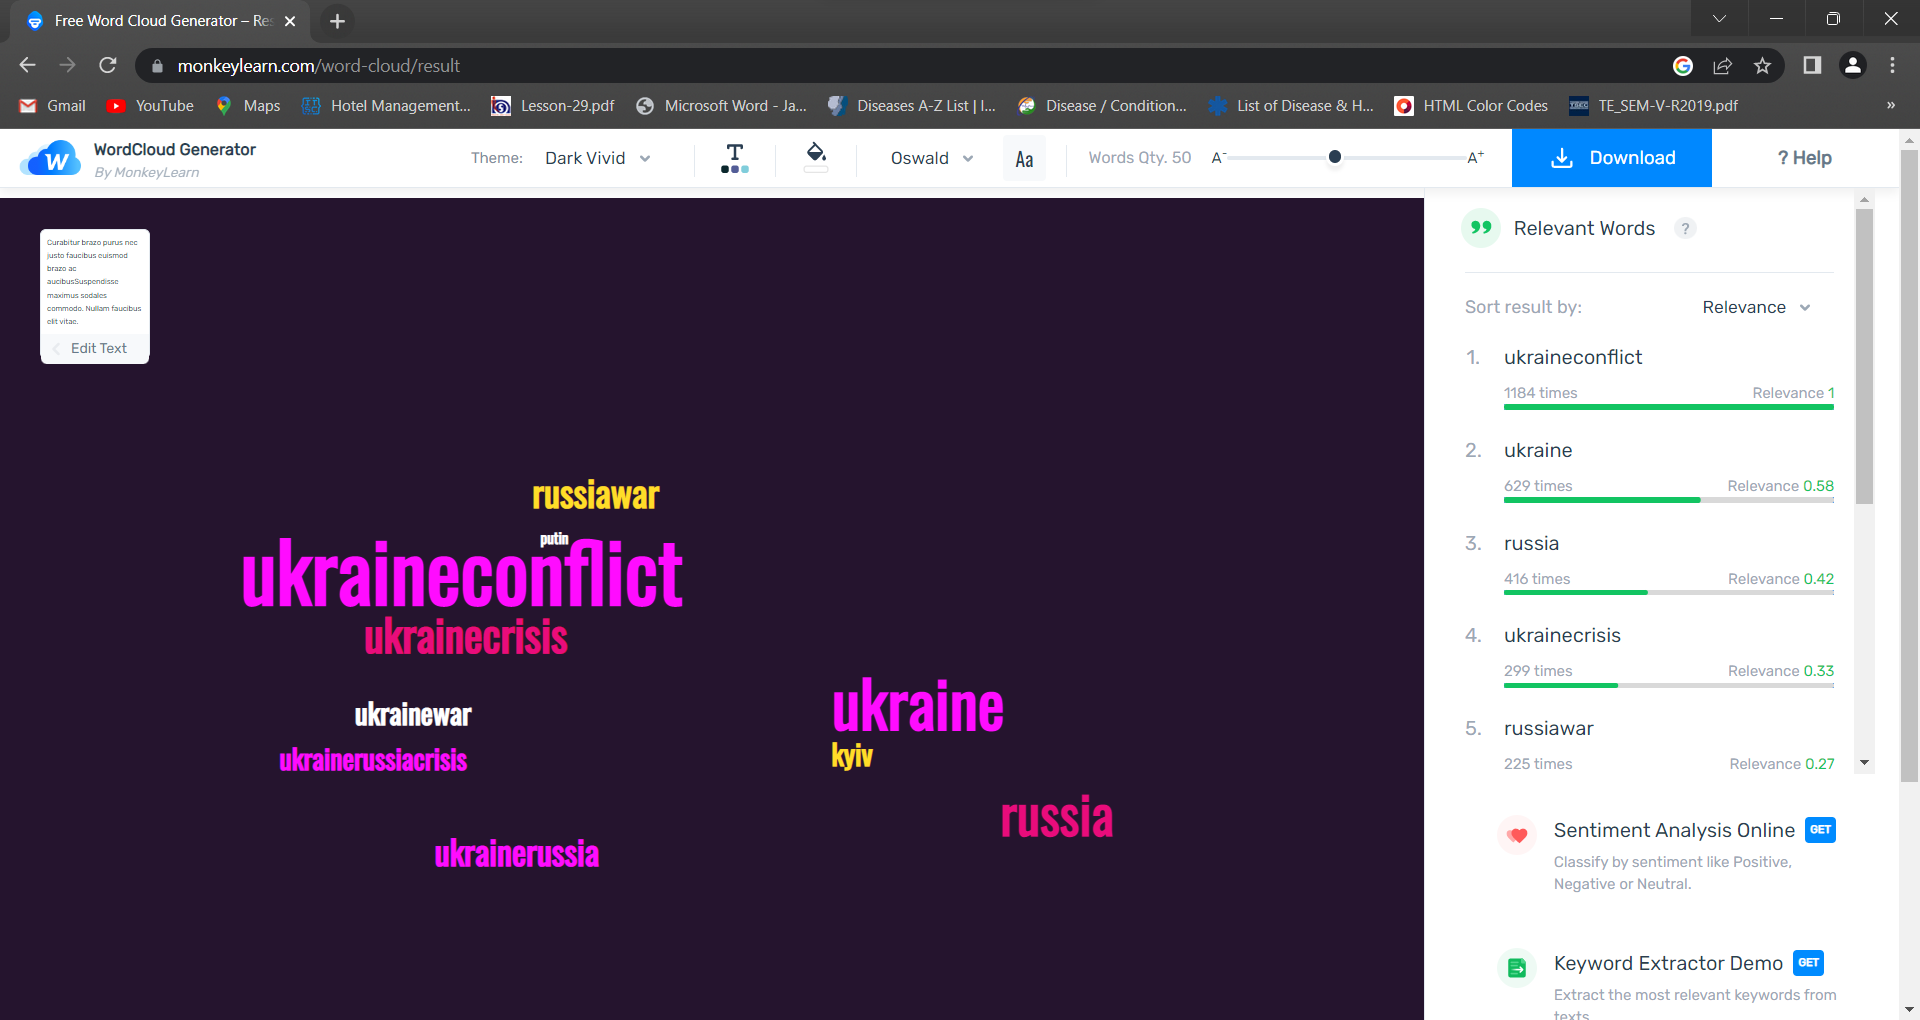 Free Word Cloud Generator – Res
monkeylearn.com/word-cloud/result
Gmail
YouTube
Maps
Hotel Management...
Lesson-29.pdf
Microsoft Word - Ja...
Diseases A-Z List | I...
Disease / Condition...
List of Disease & H...
HTML Color Codes
TE_SEM-V-R2019.pdf
»
W
WordCloud Generator
By MonkeyLearn
Theme:
Dark Vivid
T
Oswald
Aa
Words Qty. 50
A-
A+
Download
? Help
Curabitur brazo purus nec
justo faucibus euismod
brazo ac
aucibusSuspendisse
maximus sodales
commodo. Nullam faucibus
elit vitae.
Edit Text
russiawar
putin
ukraineconflict
ukrainecrisis
ukrainewar
ukrainerussiacrisis
ukrainerussia
ukraine
kyiv
russia
Relevant Words ?
Sort result by: Relevance
1. ukraineconflict
1184 times Relevance 1
2. ukraine
629 times Relevance 0.58
3. russia
416 times Relevance 0.42
4. ukrainecrisis
299 times Relevance 0.33
5. russiawar
225 times Relevance 0.27
Sentiment Analysis Online GET
Classify by sentiment like Positive,
Negative or Neutral.
Keyword Extractor Demo GET
Extract the most relevant keywords from
texts